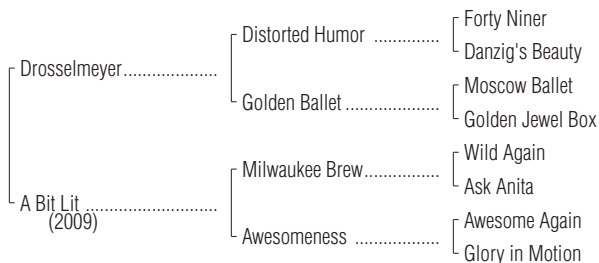 Forty Niner
Distorted Humor ..............
Danzig's Beauty
Drosselmeyer....................
Moscow Ballet
Golden Ballet ....................
Golden Jewel Box
Wild Again
Milwaukee Brew................
Ask Anita
A Bit Lit ............................
(2009)
Awesome Again
Awesomeness ..................
Glory in Motion